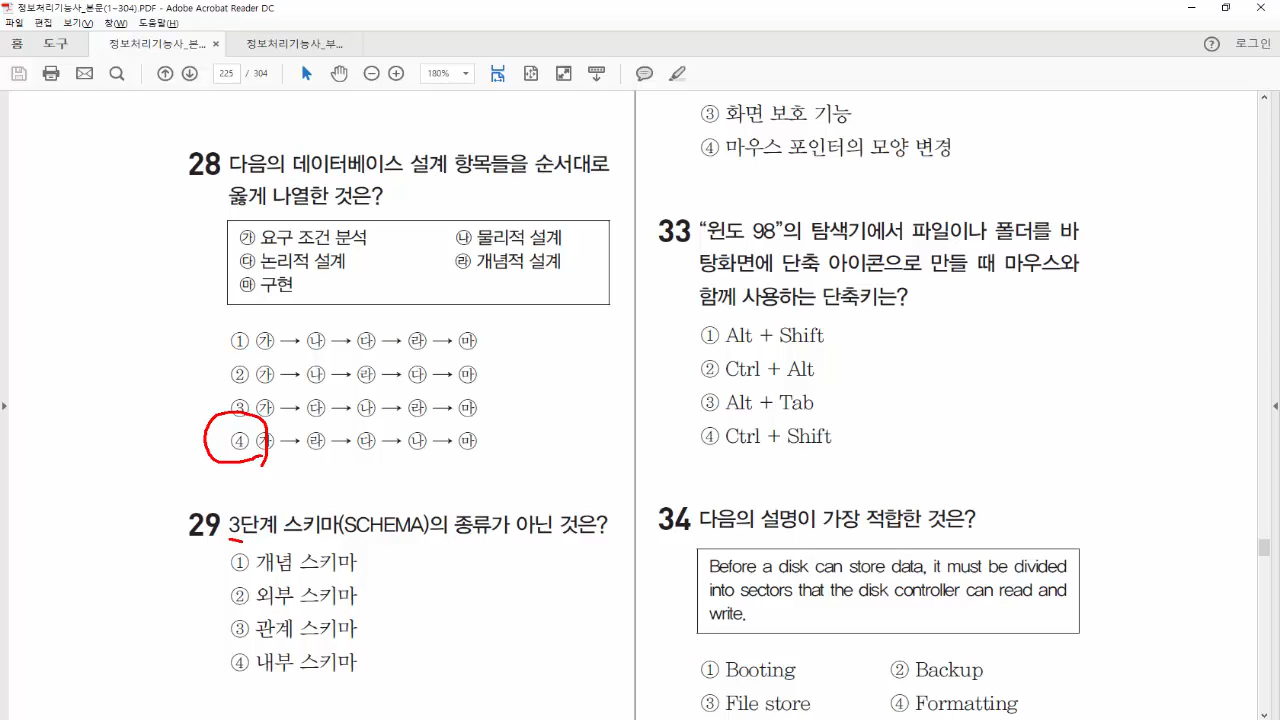 정보처리기능사_본문(1~304).PDF - Adobe Acrobat Reader DC
파일 편집 보기(V) 창(W) 도움말(H)
홈 도구 정보처리기능사_본... × 정보처리기능사_부... 로그인
225 / 304 180%
28 다음의 데이터베이스 설계 항목들을 순서대로
옳게 나열한 것은?
㉮ 요구 조건 분석 ㉯ 물리적 설계
㉰ 논리적 설계 ㉱ 개념적 설계
㉲ 구현
① ㉮ → ㉯ → ㉰ → ㉱ → ㉲
② ㉮ → ㉯ → ㉱ → ㉰ → ㉲
③ ㉮ → ㉰ → ㉯ → ㉱ → ㉲
④ ㉮ → ㉱ → ㉰ → ㉯ → ㉲
29 3단계 스키마(SCHEMA)의 종류가 아닌 것은?
① 개념 스키마
② 외부 스키마
③ 관계 스키마
④ 내부 스키마
③ 화면 보호 기능
④ 마우스 포인터의 모양 변경
33 “윈도 98”의 탐색기에서 파일이나 폴더를 바
탕화면에 단축 아이콘으로 만들 때 마우스와
함께 사용하는 단축키는?
① Alt + Shift
② Ctrl + Alt
③ Alt + Tab
④ Ctrl + Shift
34 다음의 설명이 가장 적합한 것은?
Before a disk can store data, it must be divided
into sectors that the disk controller can read and
write.
① Booting ② Backup
③ File store ④ Formatting